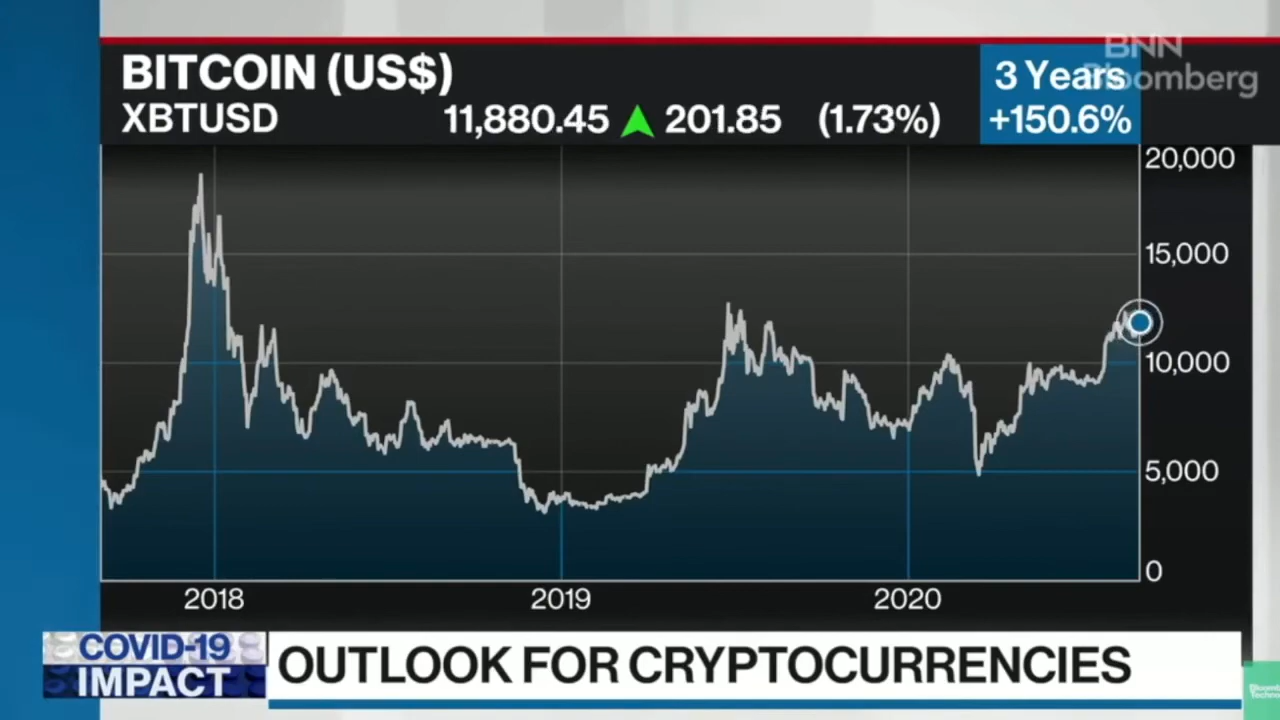 BNN
Bloomberg
BITCOIN (US$)
XBTUSD
11,880.45 ▲ 201.85 (1.73%)
3 Years
+150.6%
20,000
15,000
10,000
5,000
0
2018
2019
2020
COVID-19
IMPACT
OUTLOOK FOR CRYPTOCURRENCIES